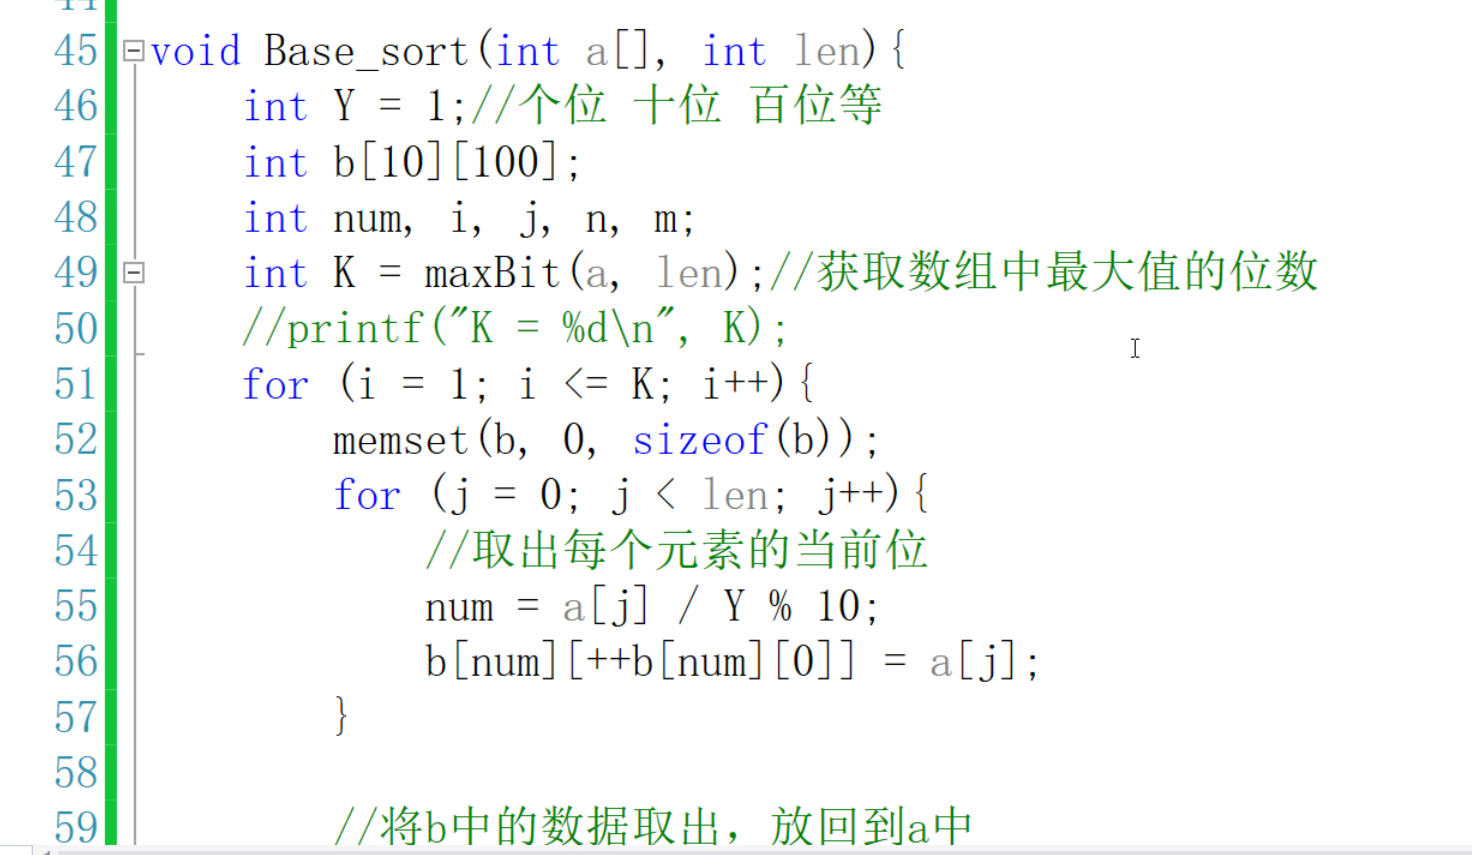 45 void Base_sort(int a[], int len){
46 int Y = 1;//个位 十位 百位等
47 int b[10][100];
48 int num, i, j, n, m;
49 int K = maxBit(a, len);//获取数组中最大值的位数
50 //printf("K = %d\n", K);
51 for (i = 1; i <= K; i++){
52 memset(b, 0, sizeof(b));
53 for (j = 0; j < len; j++){
54 //取出每个元素的当前位
55 num = a[j] / Y % 10;
56 b[num][++b[num][0]] = a[j];
57 }
58
59 //将b中的数据取出，放回到a中